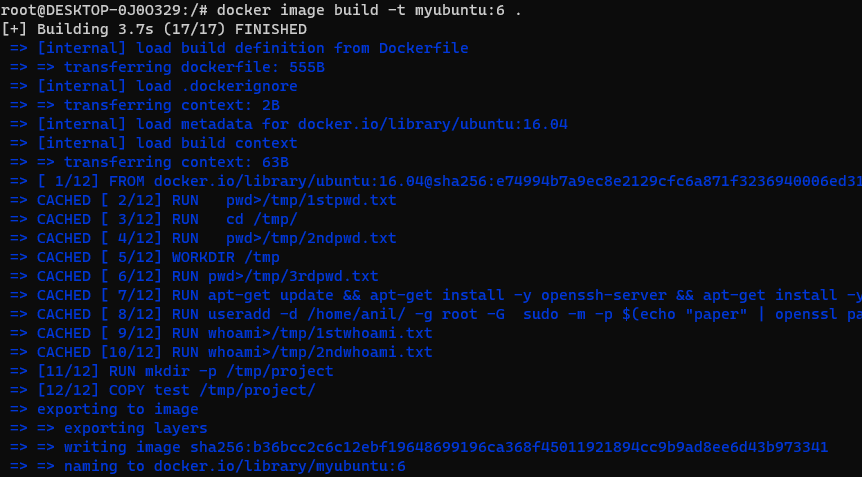 root@DESKTOP-0J0O329:/# docker image build -t myubuntu:6 .
[+] Building 3.7s (17/17) FINISHED
=> [internal] load build definition from Dockerfile
=> => transferring dockerfile: 555B
=> [internal] load .dockerignore
=> => transferring context: 2B
=> [internal] load metadata for docker.io/library/ubuntu:16.04
=> [internal] load build context
=> => transferring context: 63B
=> [ 1/12] FROM docker.io/library/ubuntu:16.04@sha256:e74994b7a9ec8e2129cfc6a871f3236940006ed31
=> CACHED [ 2/12] RUN   pwd>/tmp/1stpwd.txt
=> CACHED [ 3/12] RUN   cd /tmp/
=> CACHED [ 4/12] RUN   pwd>/tmp/2ndpwd.txt
=> CACHED [ 5/12] WORKDIR /tmp
=> CACHED [ 6/12] RUN pwd>/tmp/3rdpwd.txt
=> CACHED [ 7/12] RUN apt-get update && apt-get install -y openssh-server && apt-get install -y
=> CACHED [ 8/12] RUN useradd -d /home/anil/ -g root -G  sudo -m -p $(echo "paper" | openssl pa
=> CACHED [ 9/12] RUN whoami>/tmp/1stwhoami.txt
=> CACHED [10/12] RUN whoami>/tmp/2ndwhoami.txt
=> [11/12] RUN mkdir -p /tmp/project
=> [12/12] COPY test /tmp/project/
=> exporting to image
=> => exporting layers
=> => writing image sha256:b36bcc2c6c12ebf19648699196ca368f45011921894cc9b9ad8ee6d43b973341
=> => naming to docker.io/library/myubuntu:6